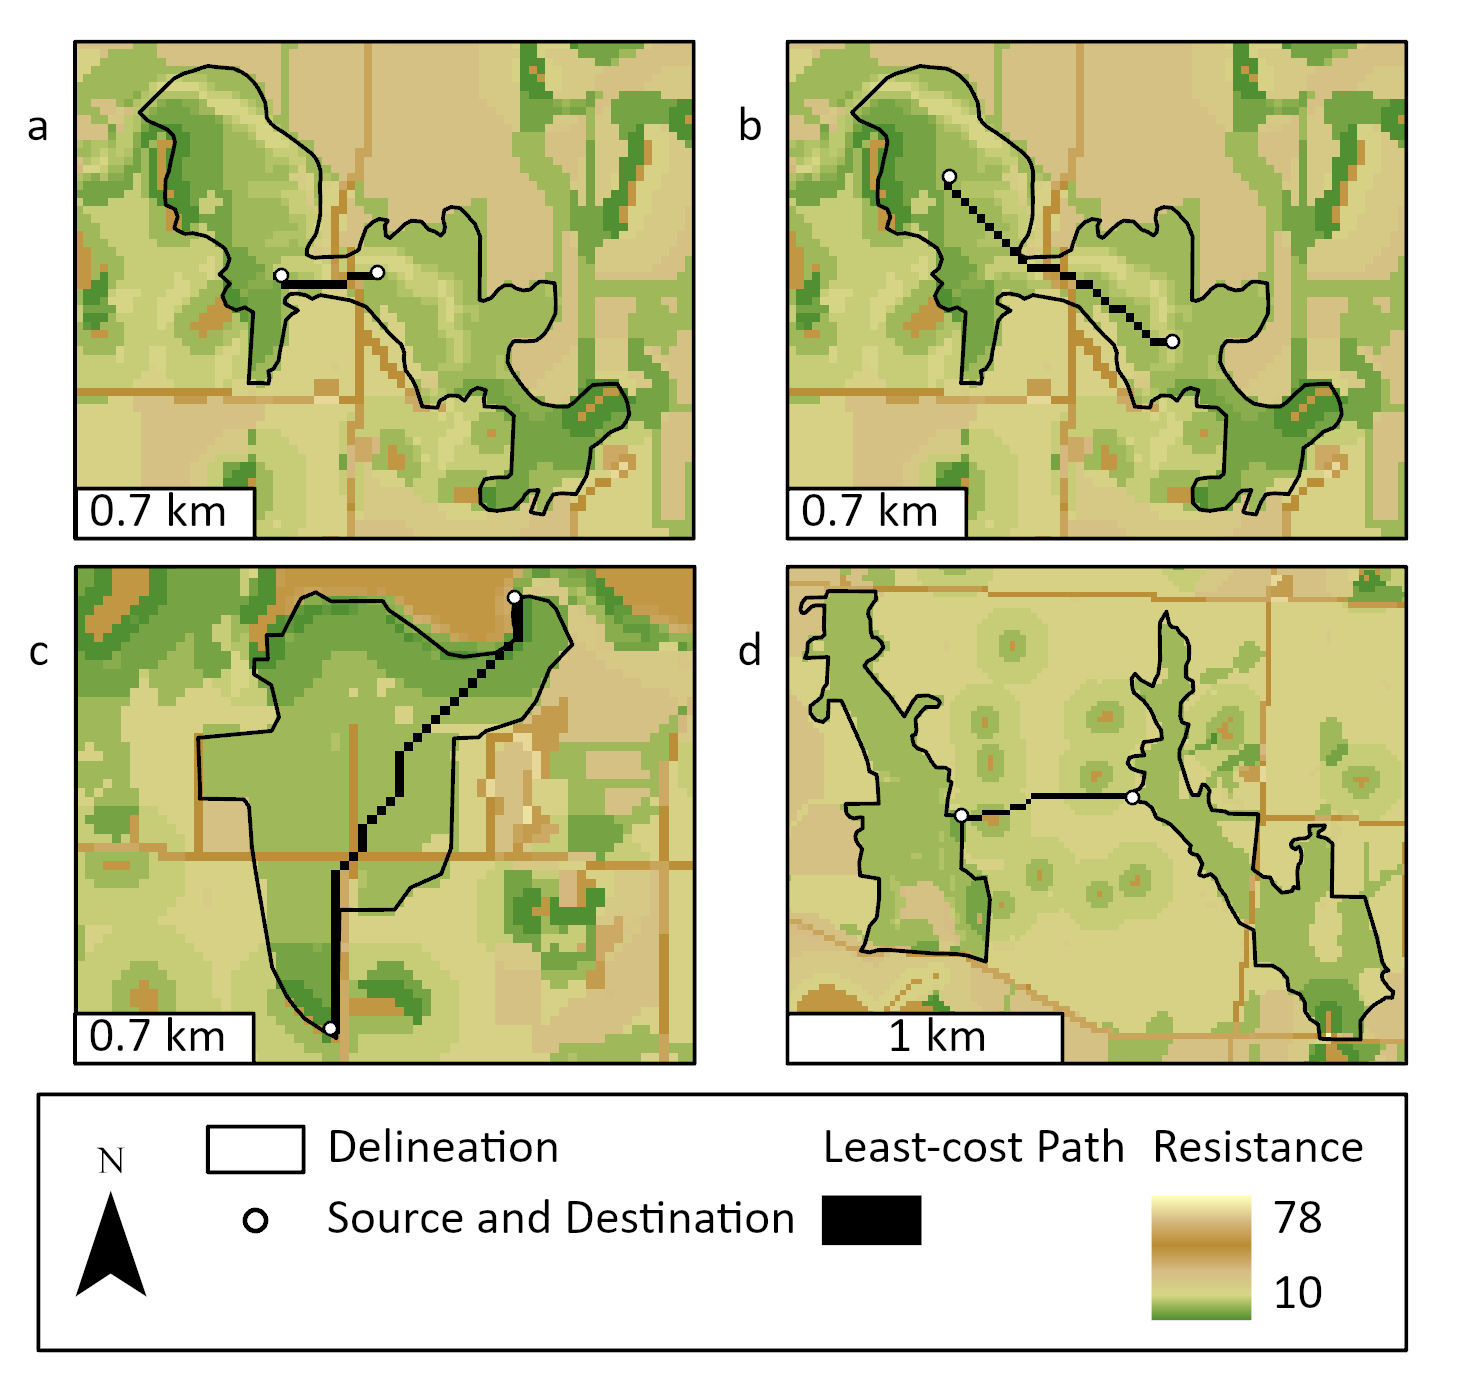 a
b
0.7 km
0.7 km
c
d
0.7 km
1 km
N
Delineation
Least-cost Path
Resistance
Source and Destination
78
10